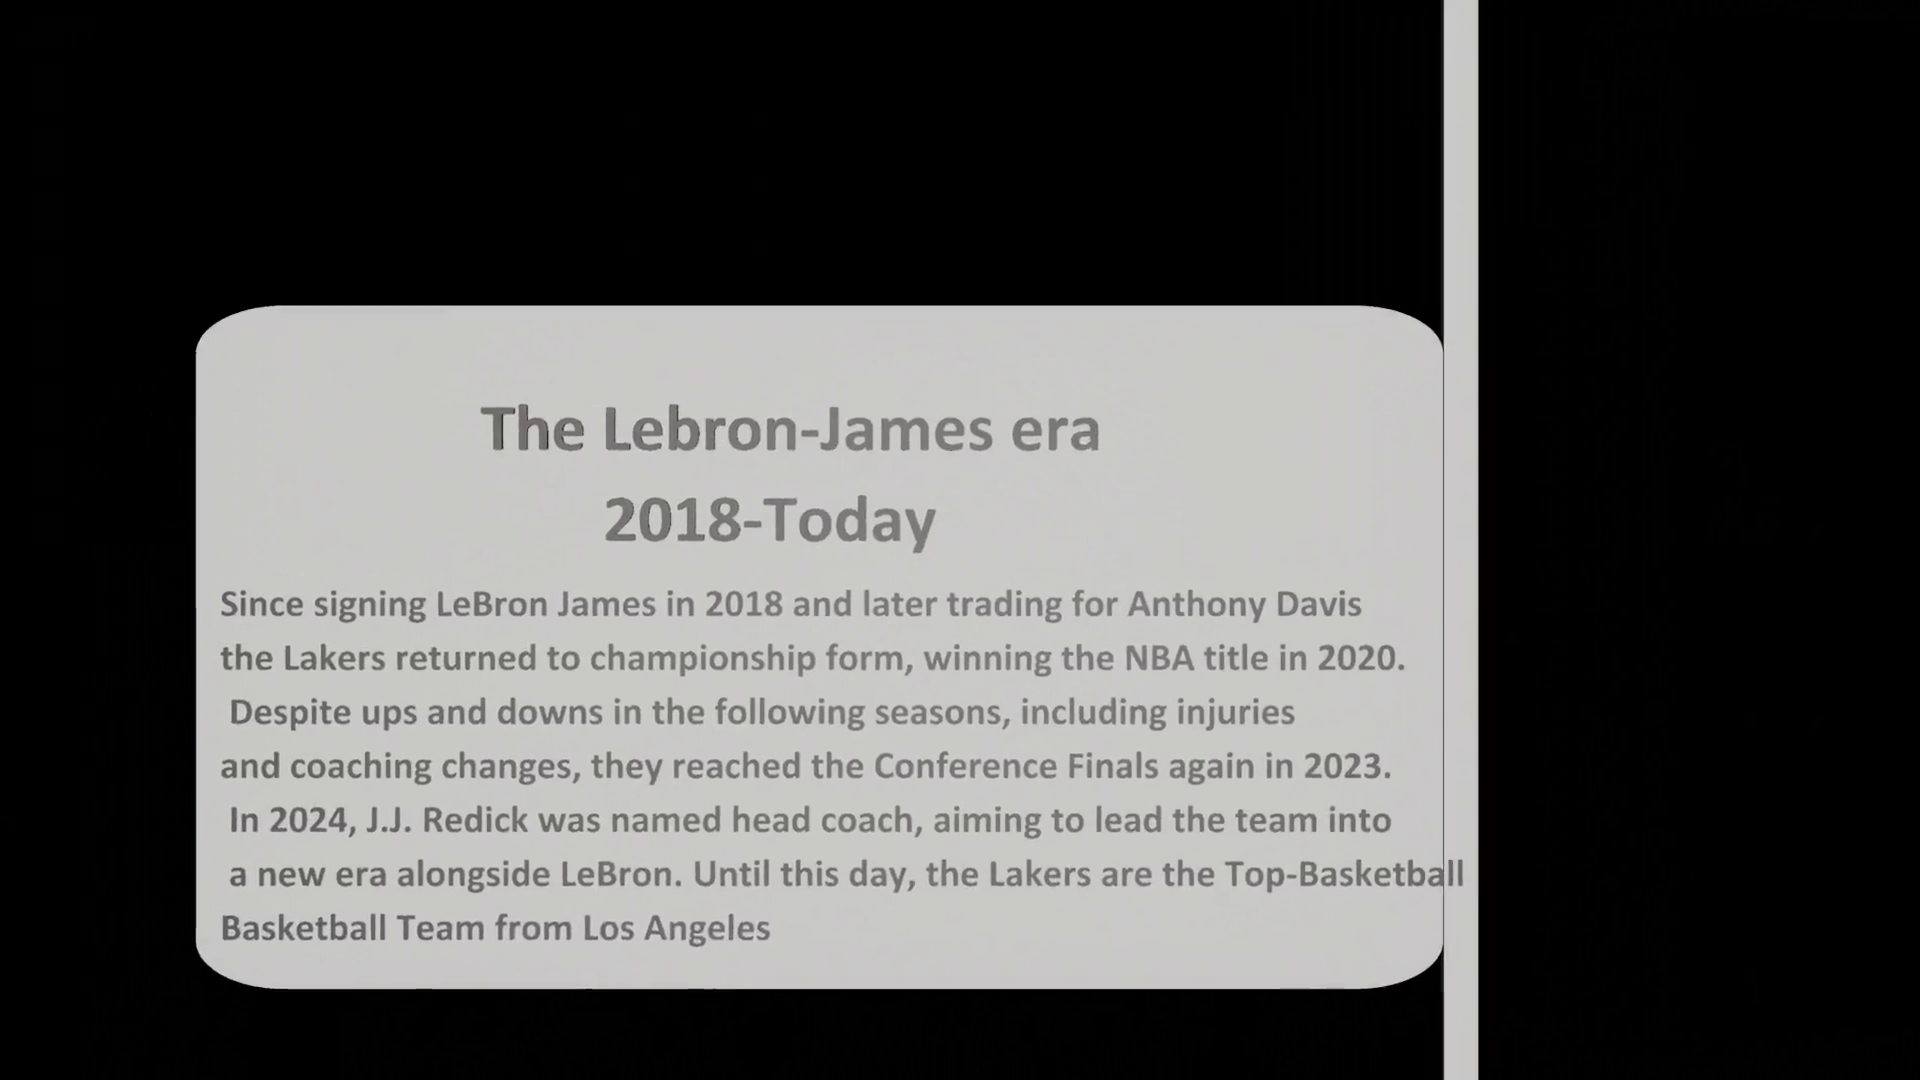 The Lebron-James era
2018-Today
Since signing LeBron James in 2018 and later trading for Anthony Davis
the Lakers returned to championship form, winning the NBA title in 2020.
Despite ups and downs in the following seasons, including injuries
and coaching changes, they reached the Conference Finals again in 2023.
In 2024, J.J. Redick was named head coach, aiming to lead the team into
a new era alongside LeBron. Until this day, the Lakers are the Top-Basketball
Basketball Team from Los Angeles